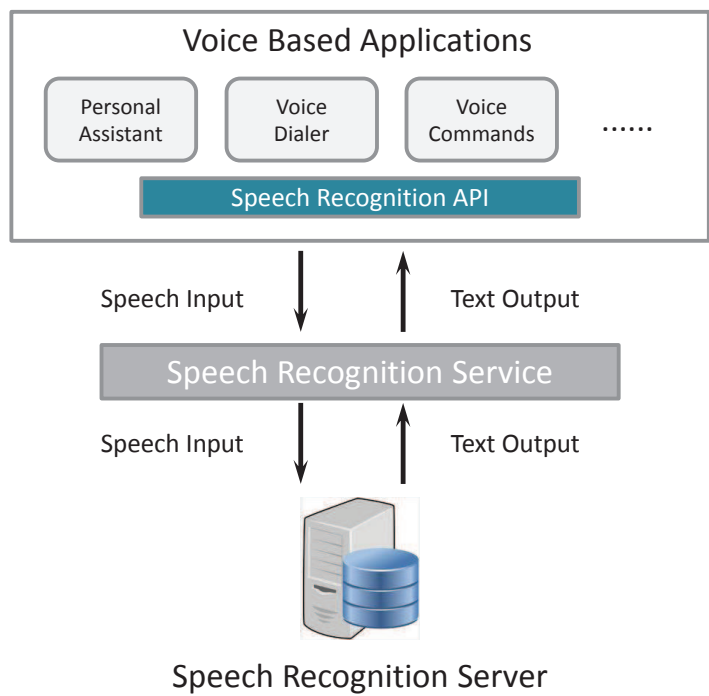 Voice Based Applications
Personal
Assistant
Voice
Dialer
Voice
Commands
......
Speech Recognition API
Speech Input
Text Output
Speech Recognition Service
Speech Input
Text Output
Speech Recognition Server